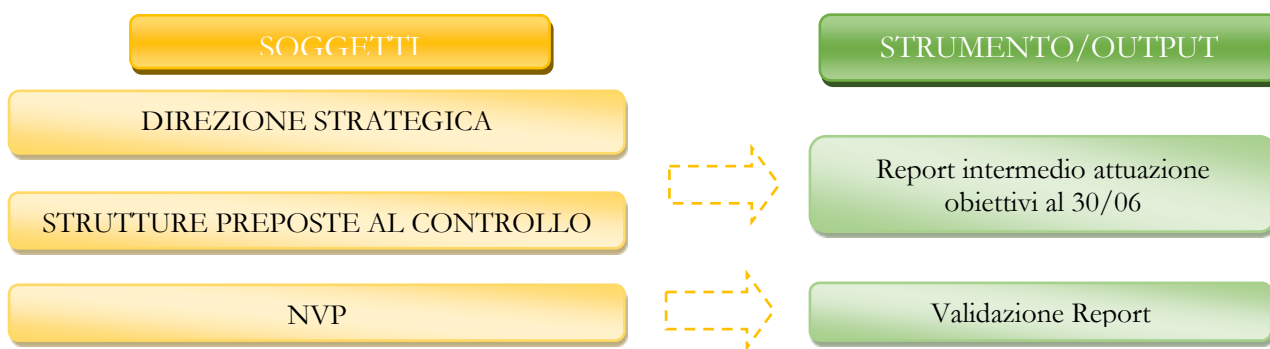 SOGGETTI
STRUMENTO/OUTPUT
DIREZIONE STRATEGICA
STRUTTURE PREPOSTE AL CONTROLLO
Report intermedio attuazione
obiettivi al 30/06
NVP
Validazione Report